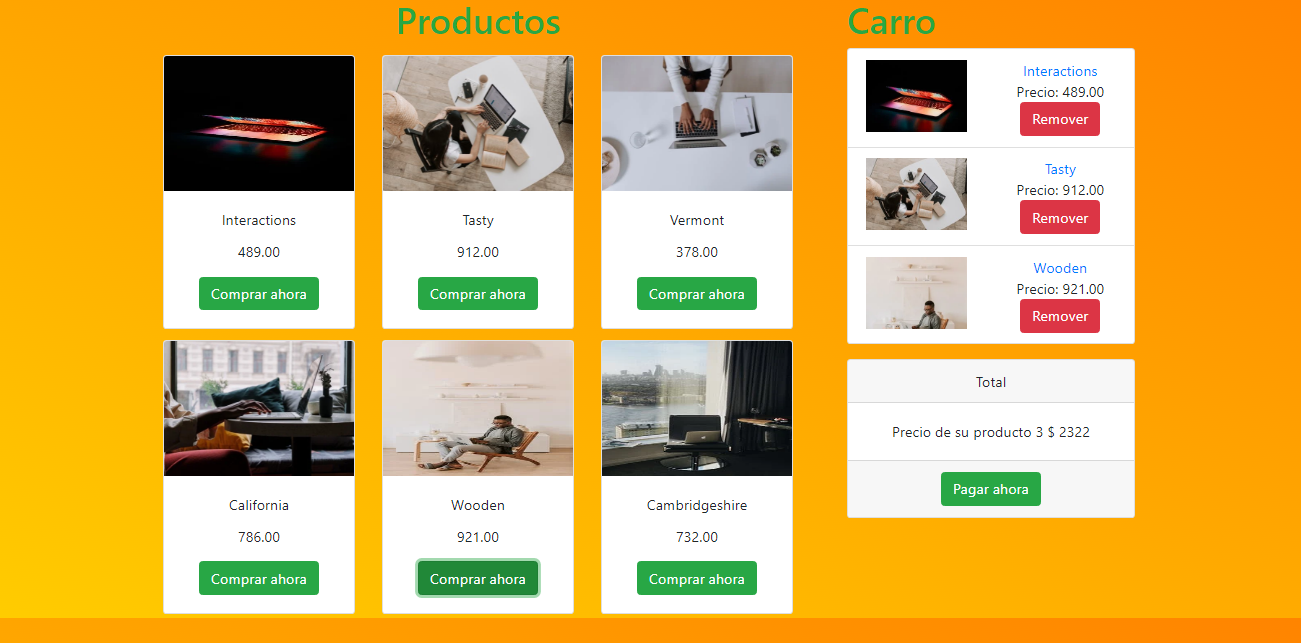 Productos
Interactions
489.00
Comprar ahora
Tasty
912.00
Comprar ahora
Vermont
378.00
Comprar ahora
California
786.00
Comprar ahora
Wooden
921.00
Comprar ahora
Cambridgeshire
732.00
Comprar ahora
Carro
Interactions
Precio: 489.00
Remover
Tasty
Precio: 912.00
Remover
Wooden
Precio: 921.00
Remover
Total
Precio de su producto 3 $ 2322
Pagar ahora